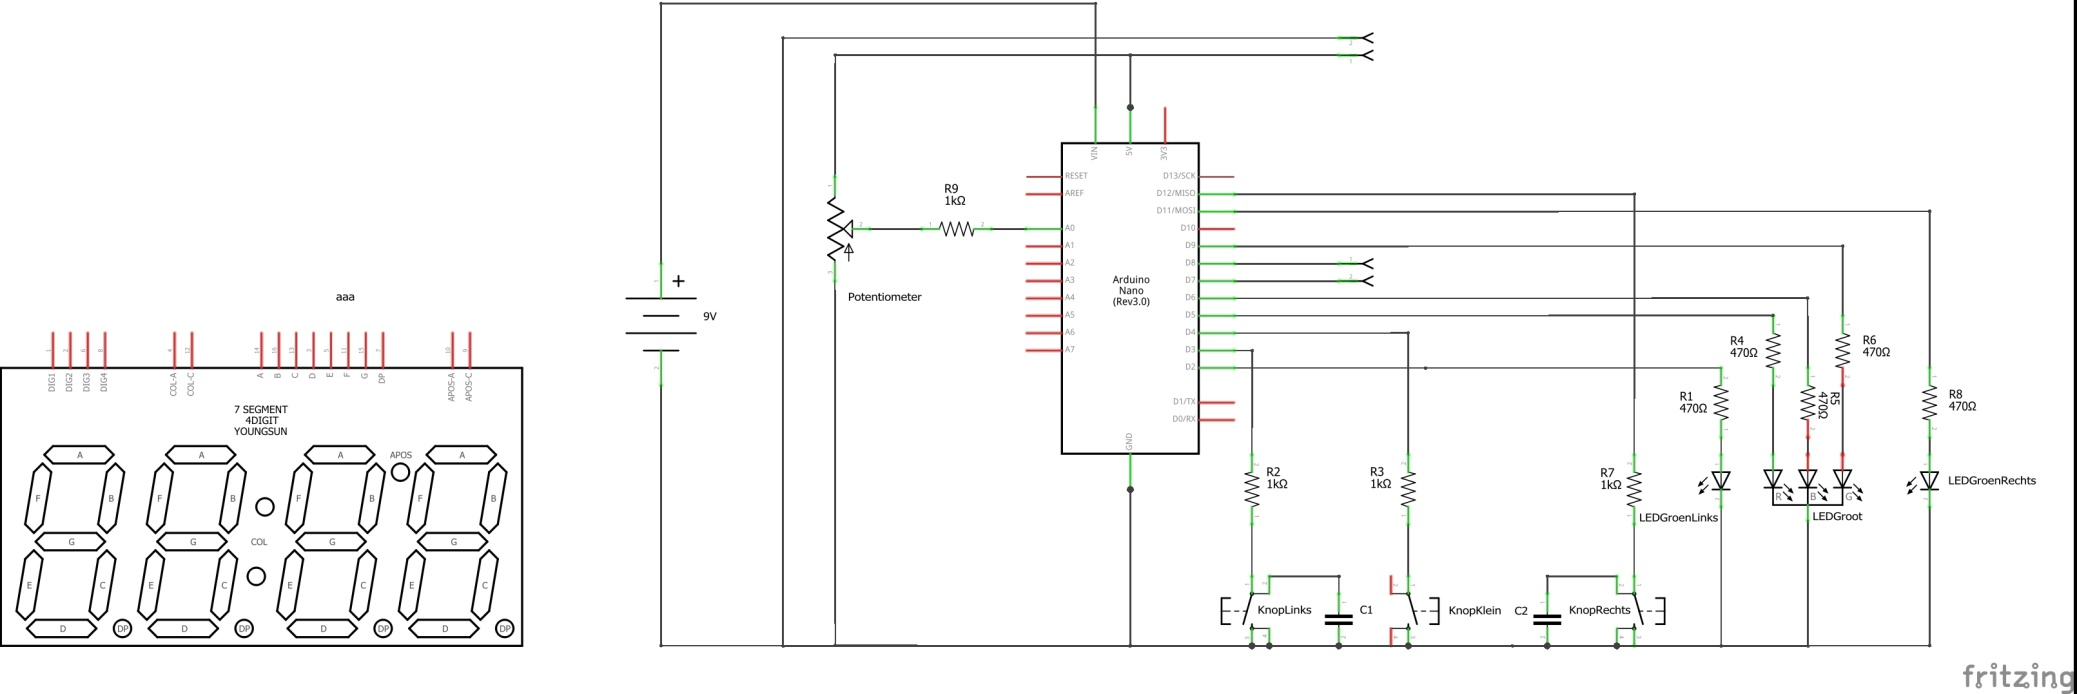 aaa
DIG1
DIG2
DIG3
DIG4
COL-A
COL-C
A
B
C
D
E
F
G
DP
APOS-A
APOS-C
7 SEGMENT
4DIGIT
YOUNGSUN
A
A
A
APOS
A
F
B
F
B
F
B
F
B
G
G
COL
G
G
E
C
E
C
E
C
E
C
D
DP
D
DP
D
DP
D
DP
9V
+
Potentiometer
R9
1kΩ
VIN
5V
3V3
RESET
AREF
A0
A1
A2
A3
A4
A5
A6
A7
Arduino
Nano
(Rev3.0)
D13/SCK
D12/MISO
D11/MOSI
D10
D9
D8
D7
D6
D5
D4
D3
D2
D1/TX
D0/RX
GND
R2
1kΩ
R3
1kΩ
R7
1kΩ
R1
470Ω
R4
470Ω
R5
470Ω
R6
470Ω
R8
470Ω
LEDGroenLinks
R
B
G
LEDGroot
LEDGroenRechts
KnopLinks
C1
KnopKlein
C2
KnopRechts
fritzing